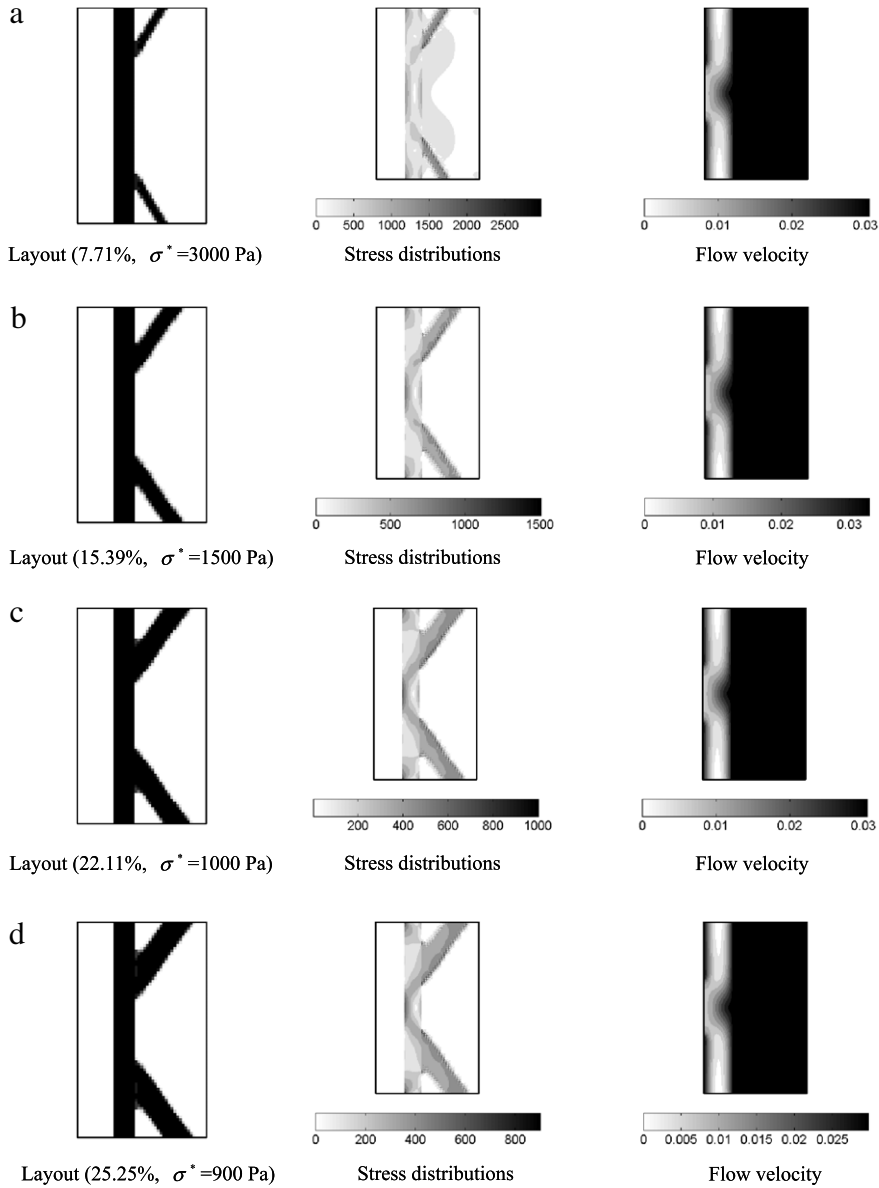 a
0 500 1000 1500 2000 2500
0 0.01 0.02 0.03
Layout (7.71%, σ*=3000 Pa) Stress distributions Flow velocity
b
0 500 1000 1500
0 0.01 0.02 0.03
Layout (15.39%, σ*=1500 Pa) Stress distributions Flow velocity
c
200 400 600 800 1000
0 0.01 0.02 0.03
Layout (22.11%, σ*=1000 Pa) Stress distributions Flow velocity
d
0 200 400 600 800
0 0.005 0.01 0.015 0.02 0.025
Layout (25.25%, σ*=900 Pa) Stress distributions Flow velocity